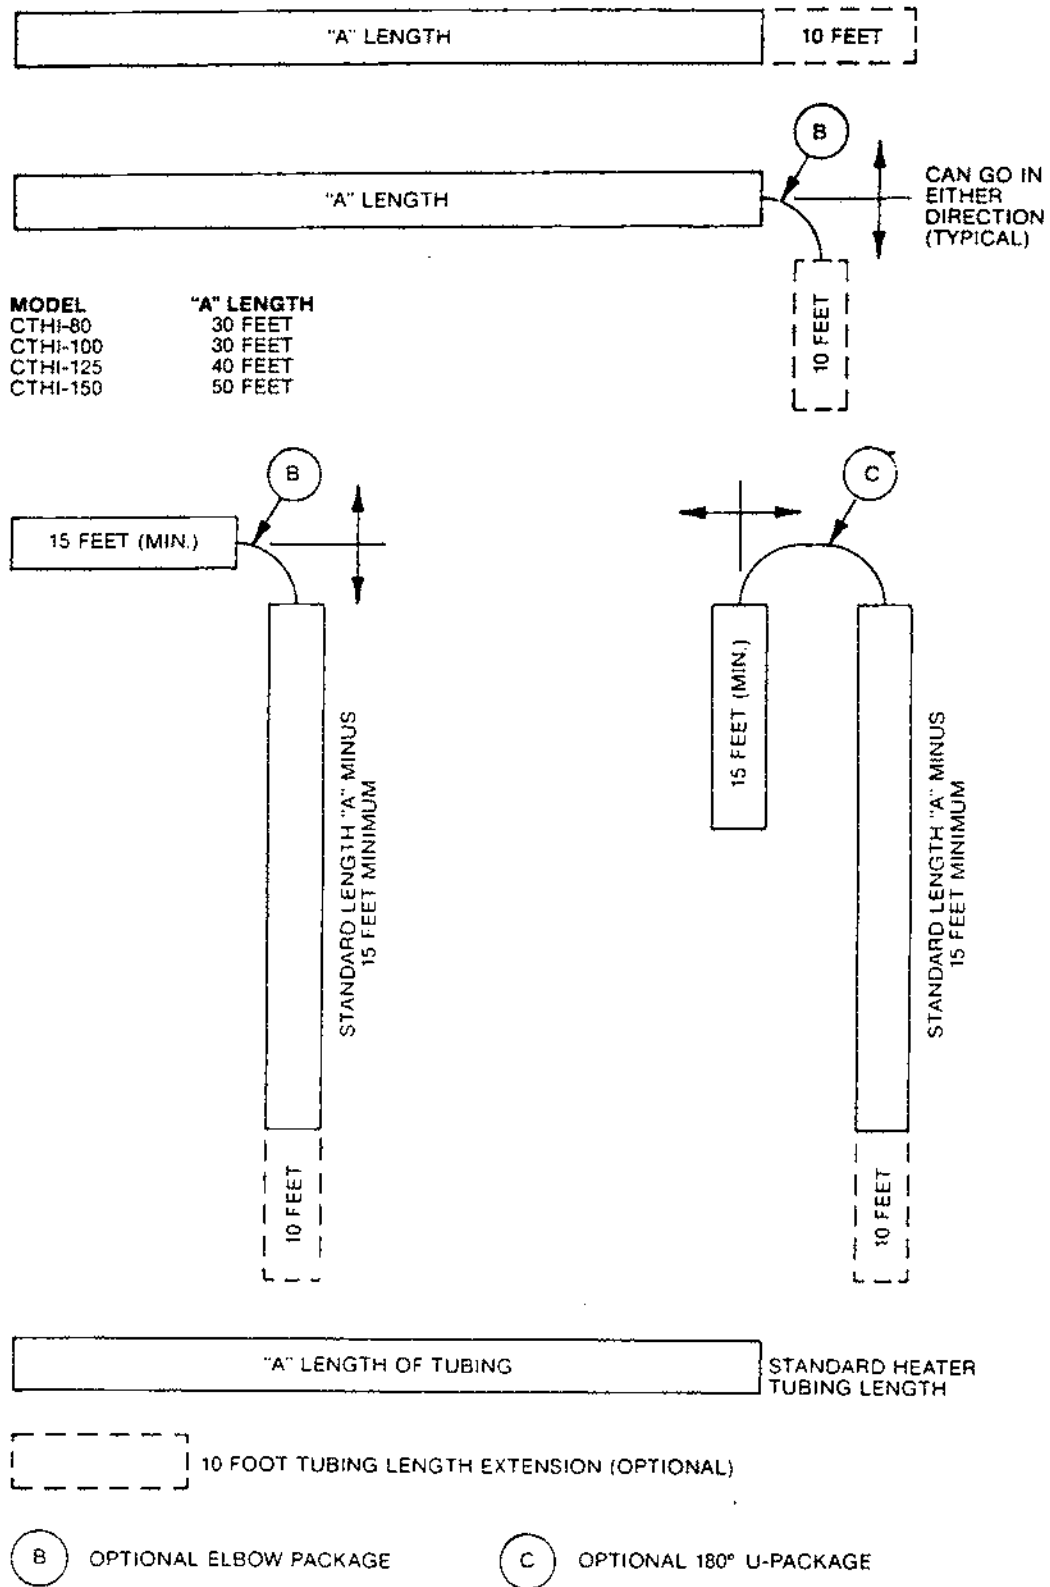 "A" LENGTH
10 FEET
B
"A" LENGTH
CAN GO IN
EITHER
DIRECTION
(TYPICAL)
10 FEET
MODEL "A" LENGTH
CTHI-80 30 FEET
CTHI-100 30 FEET
CTHI-125 40 FEET
CTHI-150 50 FEET
B
15 FEET (MIN.)
STANDARD LENGTH "A" MINUS
15 FEET MINIMUM
10 FEET
C
15 FEET (MIN.)
STANDARD LENGTH "A" MINUS
15 FEET MINIMUM
10 FEET
"A" LENGTH OF TUBING
STANDARD HEATER
TUBING LENGTH
10 FOOT TUBING LENGTH EXTENSION (OPTIONAL)
B OPTIONAL ELBOW PACKAGE
C OPTIONAL 180° U-PACKAGE